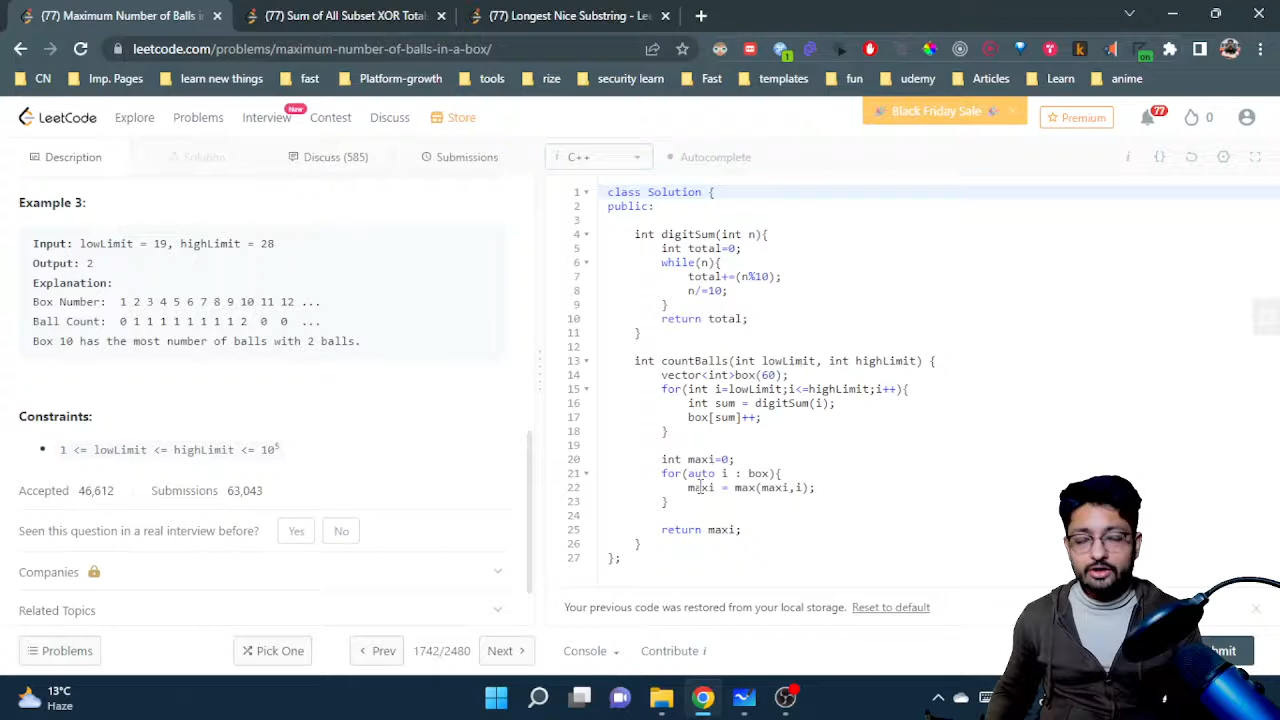 (77) Maximum Number of Balls i
(77) Sum of All Subset XOR Total
(77) Longest Nice Substring - Le
leetcode.com/problems/maximum-number-of-balls-in-a-box/
CN
Imp. Pages
learn new things
fast
Platform-growth
tools
rize
security learn
Fast
templates
fun
udemy
Articles
Learn
anime
LeetCode
Explore
Problems
Interview
New
Contest
Discuss
Store
Black Friday Sale
Premium
77
0
Description
Solution
Discuss (585)
Submissions
i C++
Autocomplete
Example 3:
Input: lowLimit = 19, highLimit = 28
Output: 2
Explanation:
Box Number: 1 2 3 4 5 6 7 8 9 10 11 12 ...
Ball Count: 0 1 1 1 1 1 1 1 1 2 0 0 ...
Box 10 has the most number of balls with 2 balls.
Constraints:
1 <= lowLimit <= highLimit <= 10⁵
Accepted 46,612 Submissions 63,043
Seen this question in a real interview before? Yes No
Companies
Related Topics
1 class Solution {
2 public:
3
4 int digitSum(int n){
5 int total=0;
6 while(n){
7 total+=(n%10);
8 n/=10;
9 }
10 return total;
11 }
12
13 int countBalls(int lowLimit, int highLimit) {
14 vector<int>box(60);
15 for(int i=lowLimit;i<=highLimit;i++){
16 int sum = digitSum(i);
17 box[sum]++;
18 }
19
20 int maxi=0;
21 for(auto i : box){
22 maxi = max(maxi,i);
23 }
24
25 return maxi;
26 }
27 };
Your previous code was restored from your local storage. Reset to default
Problems
Pick One
Prev
1742/2480
Next
Console
Contribute i
13°C
Haze